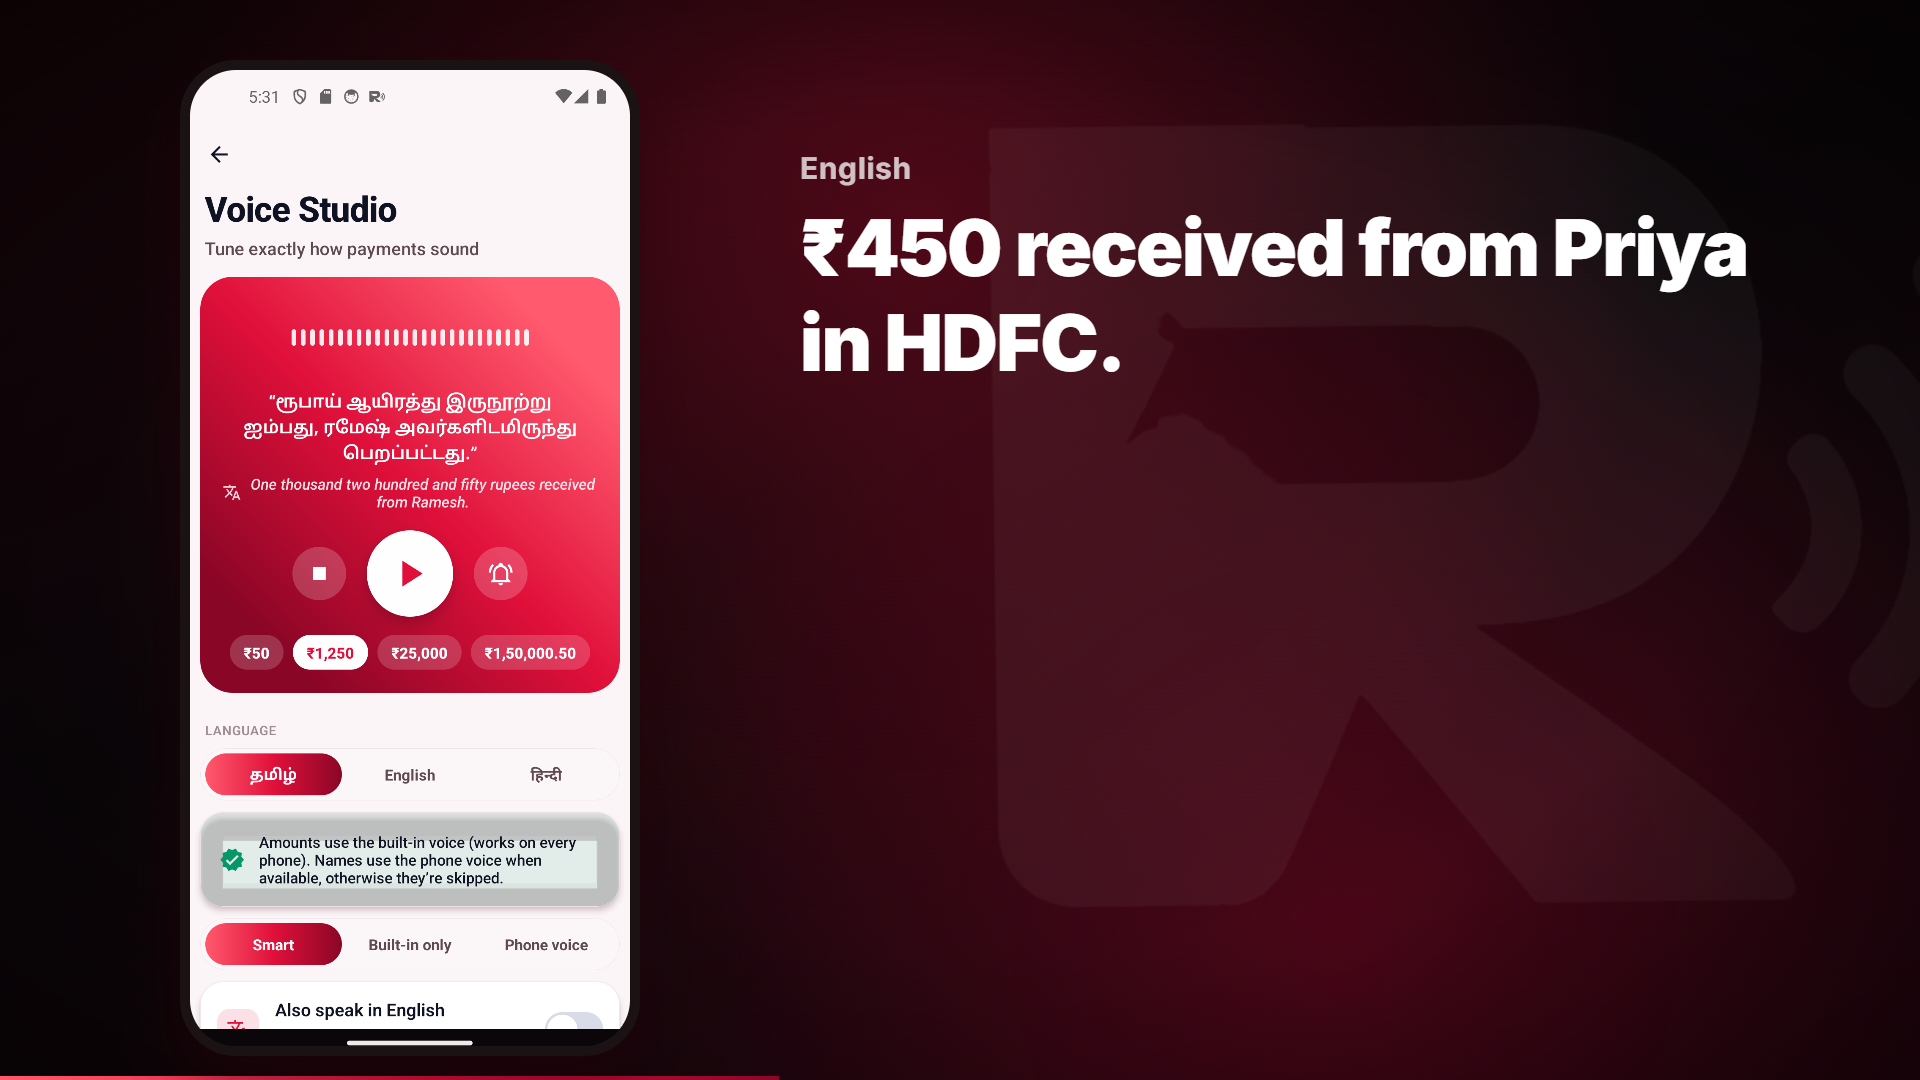 5:31
Voice Studio
Tune exactly how payments sound
“ரூபாய் ஆயிரத்து இருநூற்று
ஐம்பது, ரமேஷ் அவர்களிடமிருந்து
பெறப்பட்டது.”
One thousand two hundred and fifty rupees received
from Ramesh.
₹50
₹1,250
₹25,000
₹1,50,000.50
LANGUAGE
தமிழ்
English
हिन्दी
Amounts use the built-in voice (works on every
phone). Names use the phone voice when
available, otherwise they’re skipped.
Smart
Built-in only
Phone voice
Also speak in English
English
₹450 received from Priya
in HDFC.